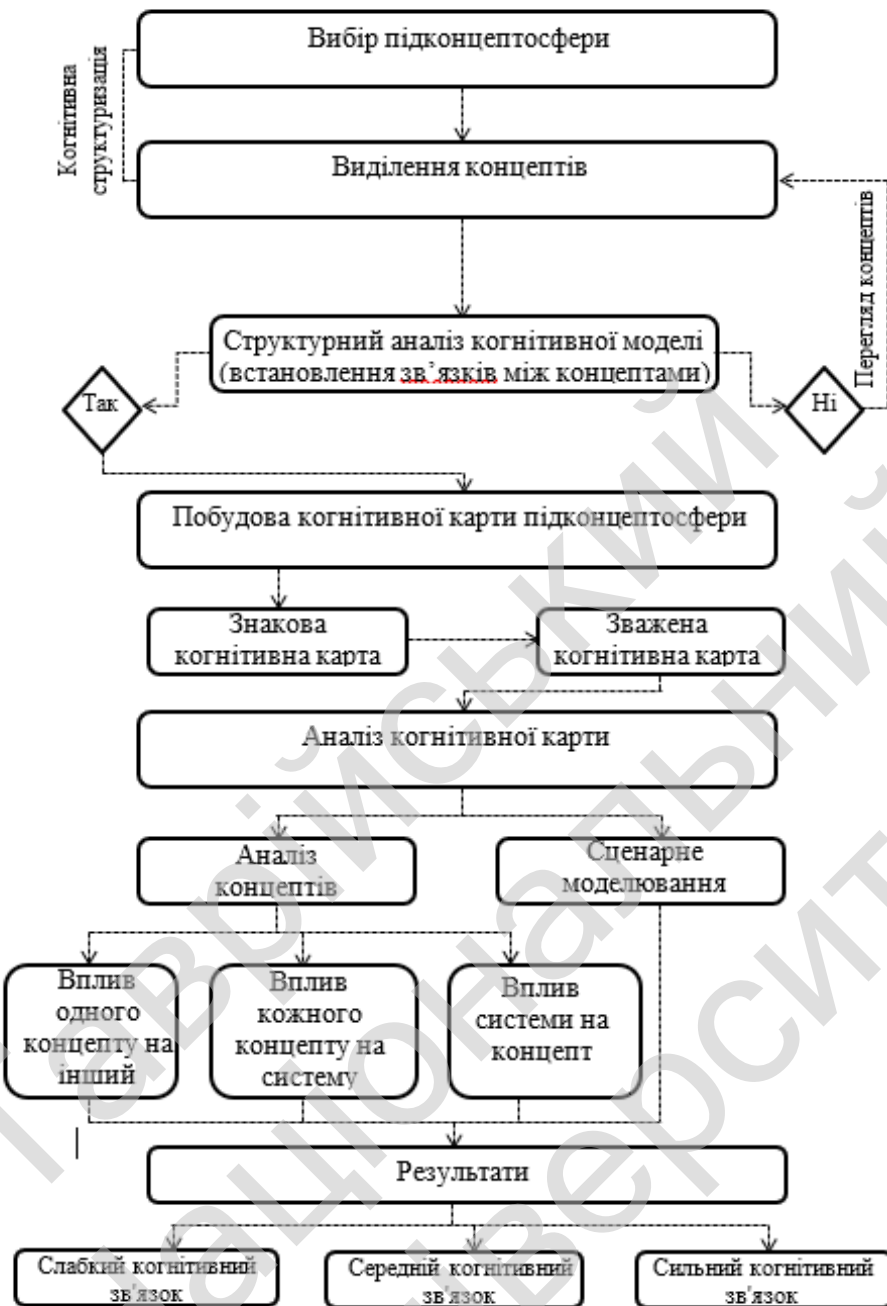 Вибір підконцептосфери
Когнітивна
структуризація
Виділення концептів
Перегляд концептів
Структурний аналіз когнітивної моделі
(встановлення зв’язків між концептами)
Так
Ні
Побудова когнітивної карти підконцептосфери
Знакова
когнітивна карта
Зважена
когнітивна карта
Аналіз когнітивної карти
Аналіз
концептів
Сценарне
моделювання
Вплив
одного
концепту на
інший
Вплив
кожного
концепту на
систему
Вплив
системи на
концепт
Результати
Слабкий когнітивний
зв'язок
Середній когнітивний
зв'язок
Сильний когнітивний
зв'язок
Таврійський
національний